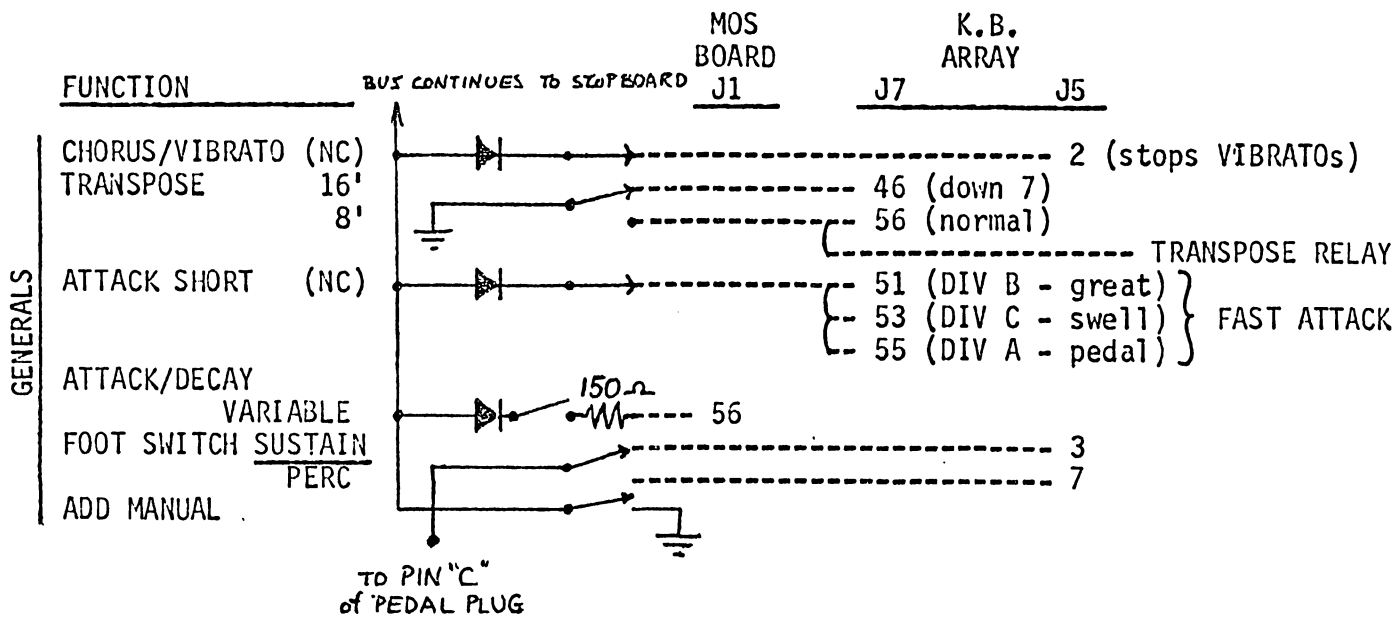 MOS K.B.
BOARD ARRAY
FUNCTION BUS CONTINUES TO STOPBOARD J1 J7 J5
GENERALS
CHORUS/VIBRATO (NC) 2 (stops VIBRATOs)
TRANSPOSE 16' 46 (down 7)
8' 56 (normal)
TRANSPOSE RELAY
ATTACK SHORT (NC) 51 (DIV B - great)
53 (DIV C - swell) FAST ATTACK
55 (DIV A - pedal)
ATTACK/DECAY 150Ω
VARIABLE 56
FOOT SWITCH SUSTAIN 3
PERC 7
ADD MANUAL
TO PIN "C"
of PEDAL PLUG